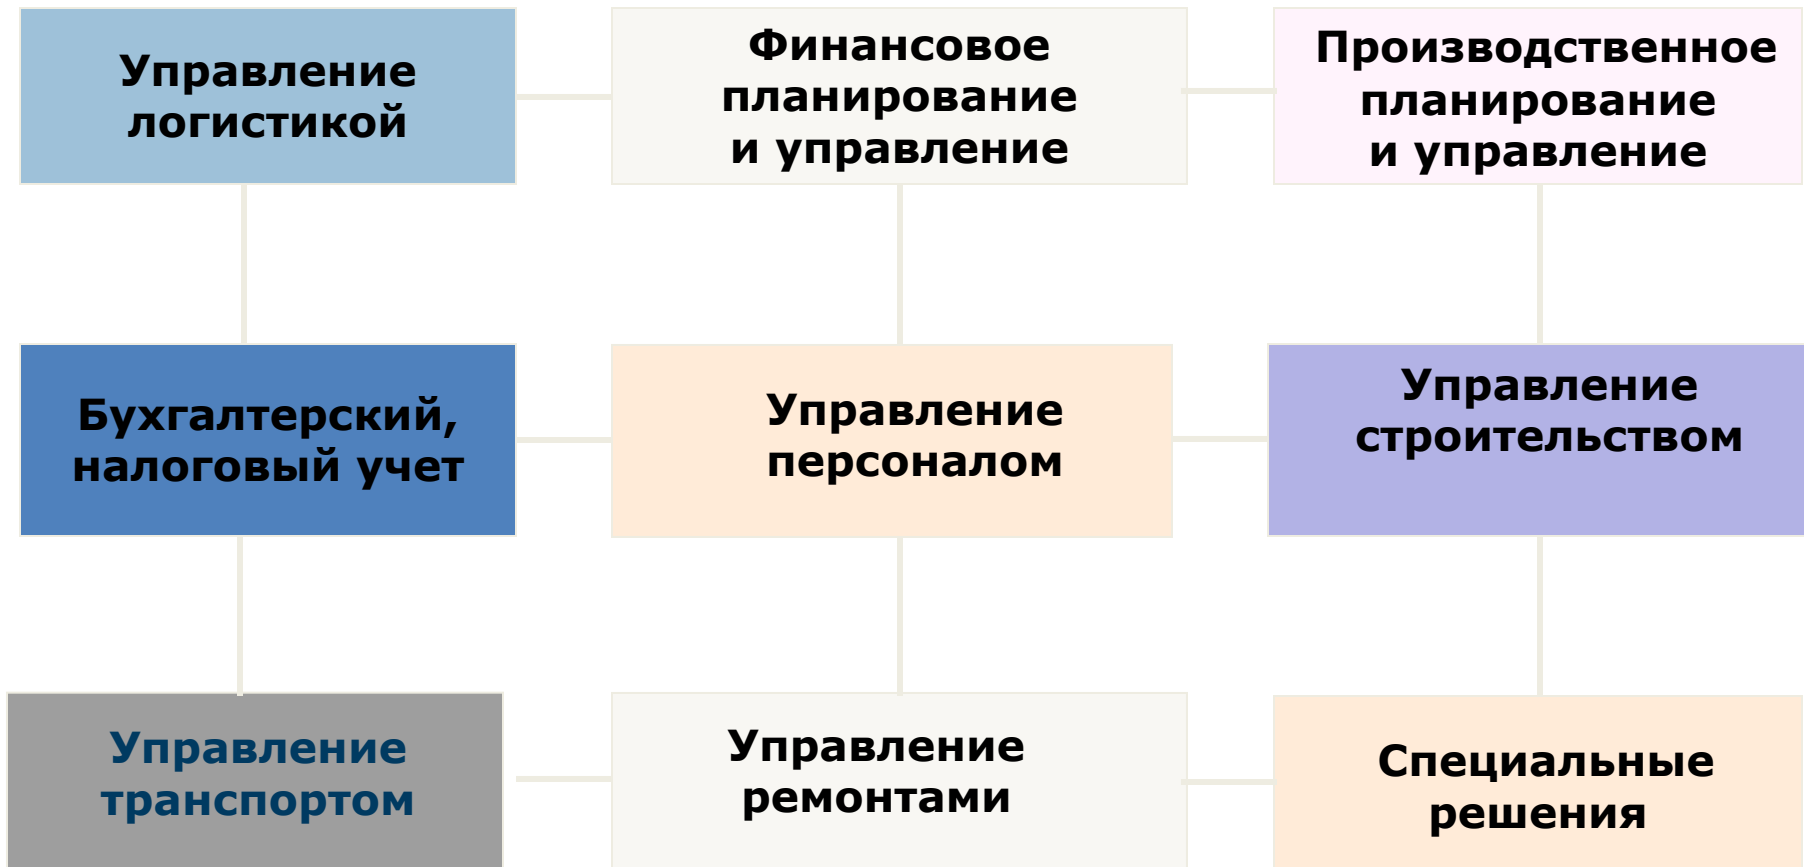 Управление
логистикой
Финансовое
планирование
и управление
Производственное
планирование
и управление
Бухгалтерский,
налоговый учет
Управление
персоналом
Управление
строительством
Управление
транспортом
Управление
ремонтами
Специальные
решения